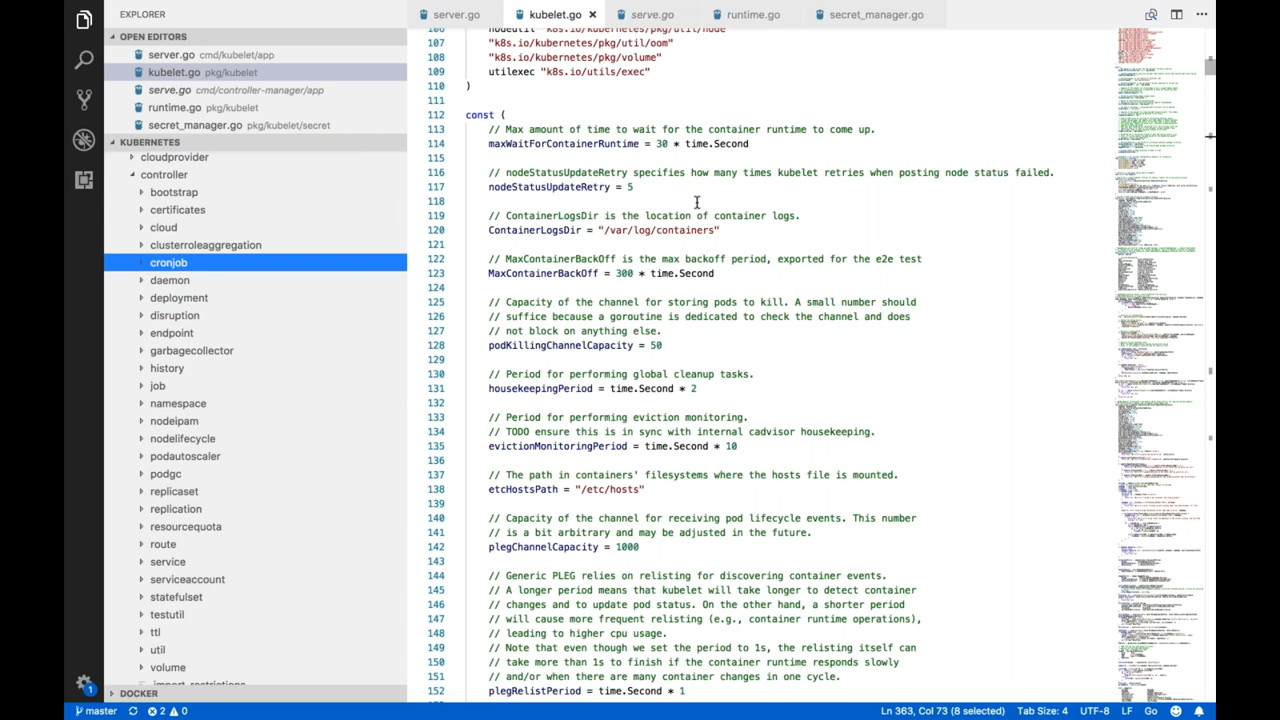 EXPLORER
server.go
kubelet.go
serve.go
runtime.go
secret_manager.go
OPEN EDITORS
server.go cmd/kubelet/app
kubelet.go pkg/kubelet
serve.go cmd/controller-manager/app
runtime.go pkg/kubelet
secret_manager.go pkg/kubelet/secret
KUBERNETES
cloudprovider
controller
bootstrap
certificates
cloud
clusterroleaggregation
cronjob
daemon
deployment
disruption
endpoint
garbagecollector
history
job
namespace
nodeipam
nodelifecycle
podautoscaler
podgc
replicaset
replication
resourcequota
route
service
serviceaccount
statefulset
testutil
ttl
util
volume
.import_restrictions
DOCKER
106 nodeutil "k8s.io/kubernetes/pkg/util/node"
107 "k8s.io/kubernetes/pkg/util/oom"
108 "k8s.io/kubernetes/pkg/volume"
109 utilexec "k8s.io/utils/exec"
110 )
111
112 const (
113 // Max amount of time to wait for the container runtime to come up.
114 maxWaitForContainerRuntime = 30 * time.Second
115
116 // nodeStatusUpdateRetry specifies how many times kubelet retries when posting node status failed.
117 nodeStatusUpdateRetry = 5
118
119 // ContainerLogsDir is the location of container logs.
120 ContainerLogsDir = "/var/log/containers"
121
122 // MaxContainerBackOff is the max backoff period, exported for the e2e test
123 MaxContainerBackOff = 300 * time.Second
124
125 // Capacity of the channel for storing pods to kill. A small number should
126 // suffice because a goroutine is dedicated to check the channel and does
127 // not block on anything else.
128 podKillingChannelCapacity = 50
129
130 // Period for performing global cleanup tasks.
131 housekeepingPeriod = time.Second * 2
132
133 // Period for performing eviction monitoring.
134 // TODO ensure this is in sync with internal cadvisor housekeeping.
135 evictionMonitoringPeriod = time.Second * 10
136
137 // The path in containers' filesystems where the hosts file is mounted.
138 etcHostsPath = "/etc/hosts"
139
140 // Capacity of the channel for receiving pod lifecycle events. This number
141 // is a bit arbitrary and may be adjusted in the future.
142 plegChannelCapacity = 1000
143
144 // Generic PLEG relies on relisting for discovering container events.
145 // A longer period means that kubelet will take longer to detect container
146 // changes and to update pod status. On the other hand, a shorter period
147 // will cause more frequent relisting (e.g., container runtime operations),
148 // leading to higher cpu usage.
149 // Note that even though we set the period to 1s, the relisting itself can
150 // take more than 1s to finish if the container runtime responds slowly
151 // and/or when there are many container changes in one cycle.
152 plegRelistPeriod = time.Second * 1
1
master
2
0
Ln 363, Col 73 (8 selected)
Tab Size: 4
UTF-8
LF
Go